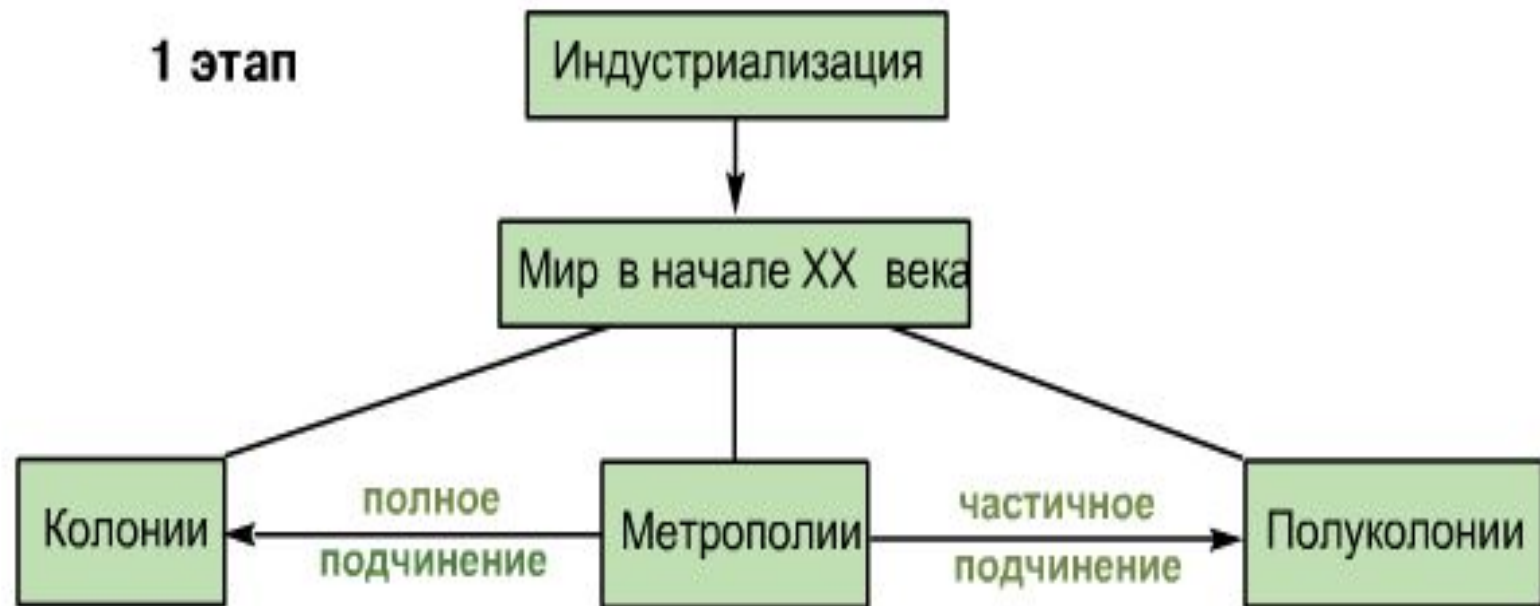 1 этап
Индустриализация
Мир в начале XX века
Колонии
полное
подчинение
Метрополии
частичное
подчинение
Полуколонии